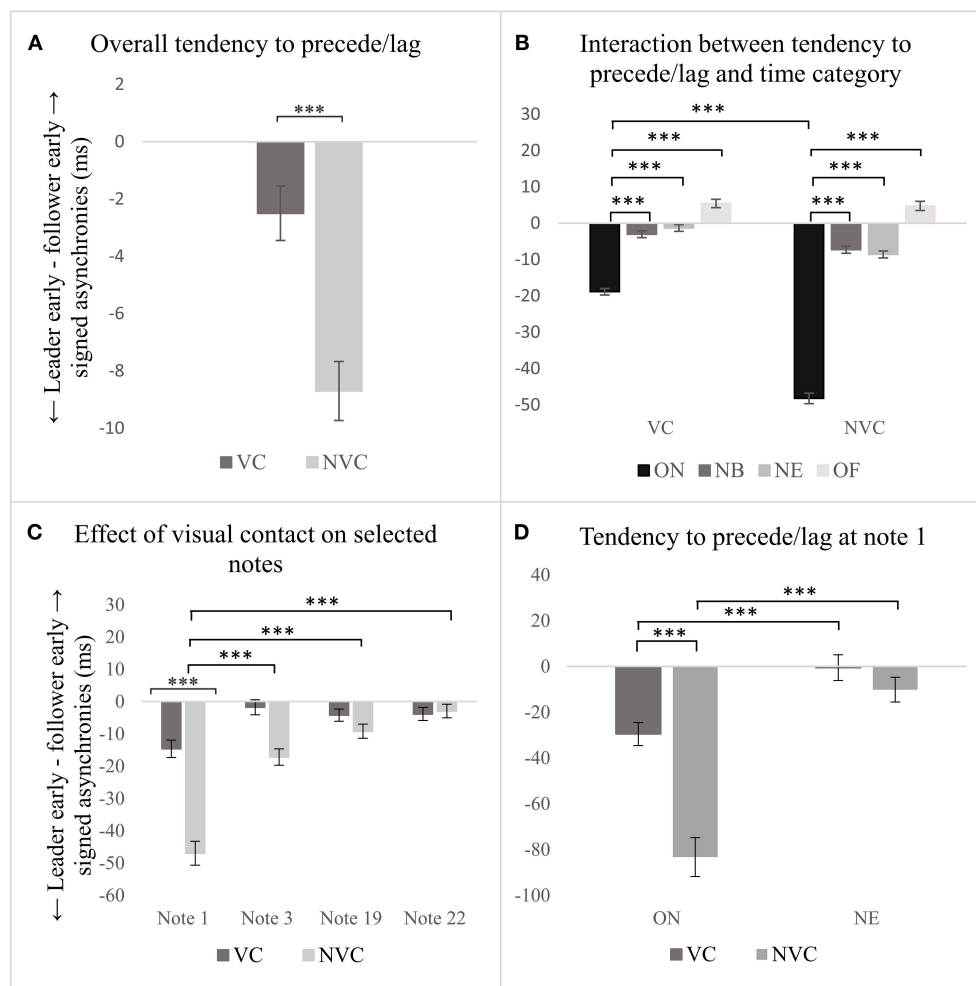 A Overall tendency to precede/lag
← Leader early - follower early →
signed asynchronies (ms)
2
0
-2
-4
-6
-8
-10
***
VC NVC
B Interaction between tendency to
precede/lag and time category
30
20
10
0
-10
-20
-30
-40
-50
***
*** ***
*** ***
*** ***
VC NVC
ON NB NE OF
C Effect of visual contact on selected
notes
← Leader early - follower early →
signed asynchronies (ms)
30
20
10
0
-10
-20
-30
-40
-50
-60
***
***
***
***
Note 1 Note 3 Note 19 Note 22
VC NVC
D Tendency to precede/lag at note 1
40
20
0
-20
-40
-60
-80
-100
***
***
***
ON NE
VC NVC